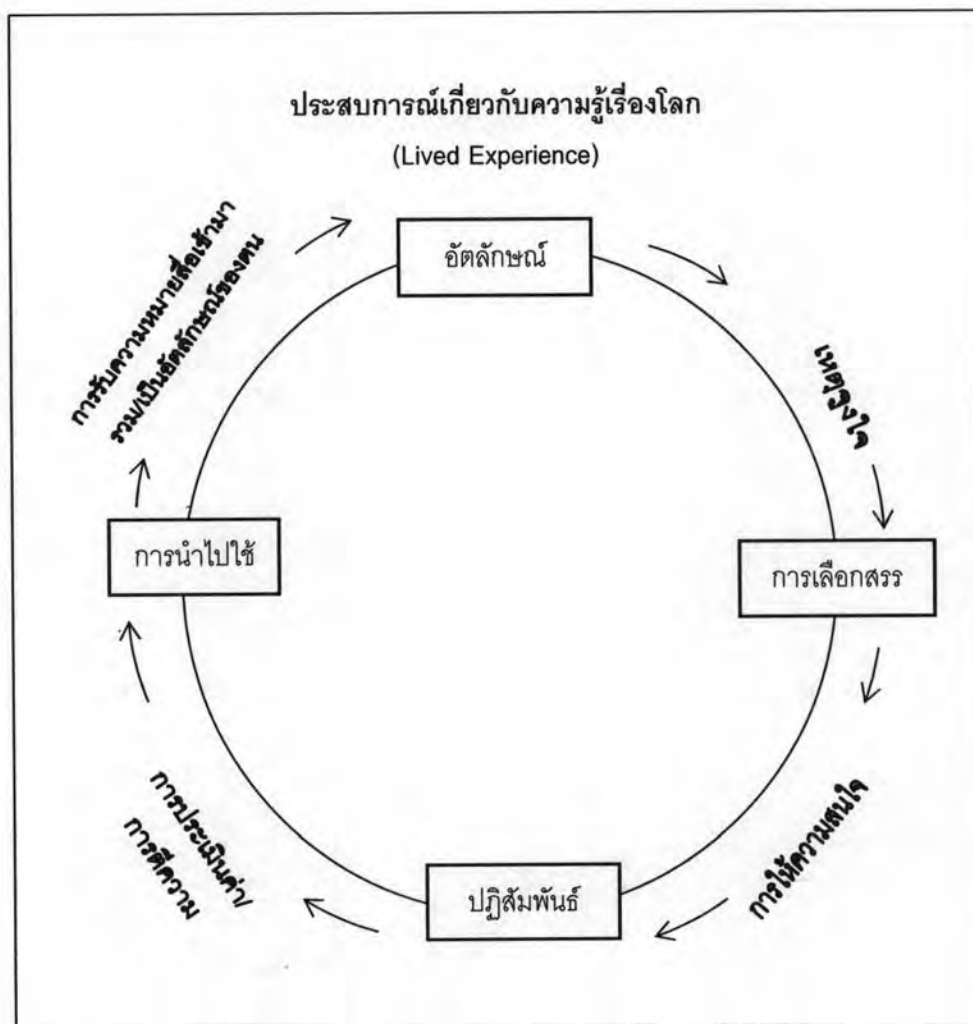 ประสบการณ์เกี่ยวกับความรู้เรื่องโลก
(Lived Experience)
อัตลักษณ์
เหตุจูงใจ
การเลือกสรร
การให้ความสนใจ
ปฏิสัมพันธ์
การประเมินค่า/
การตีความ
การนำไปใช้
การรับความหมายสื่อเข้ามา
รวม/เป็นอัตลักษณ์ของตน